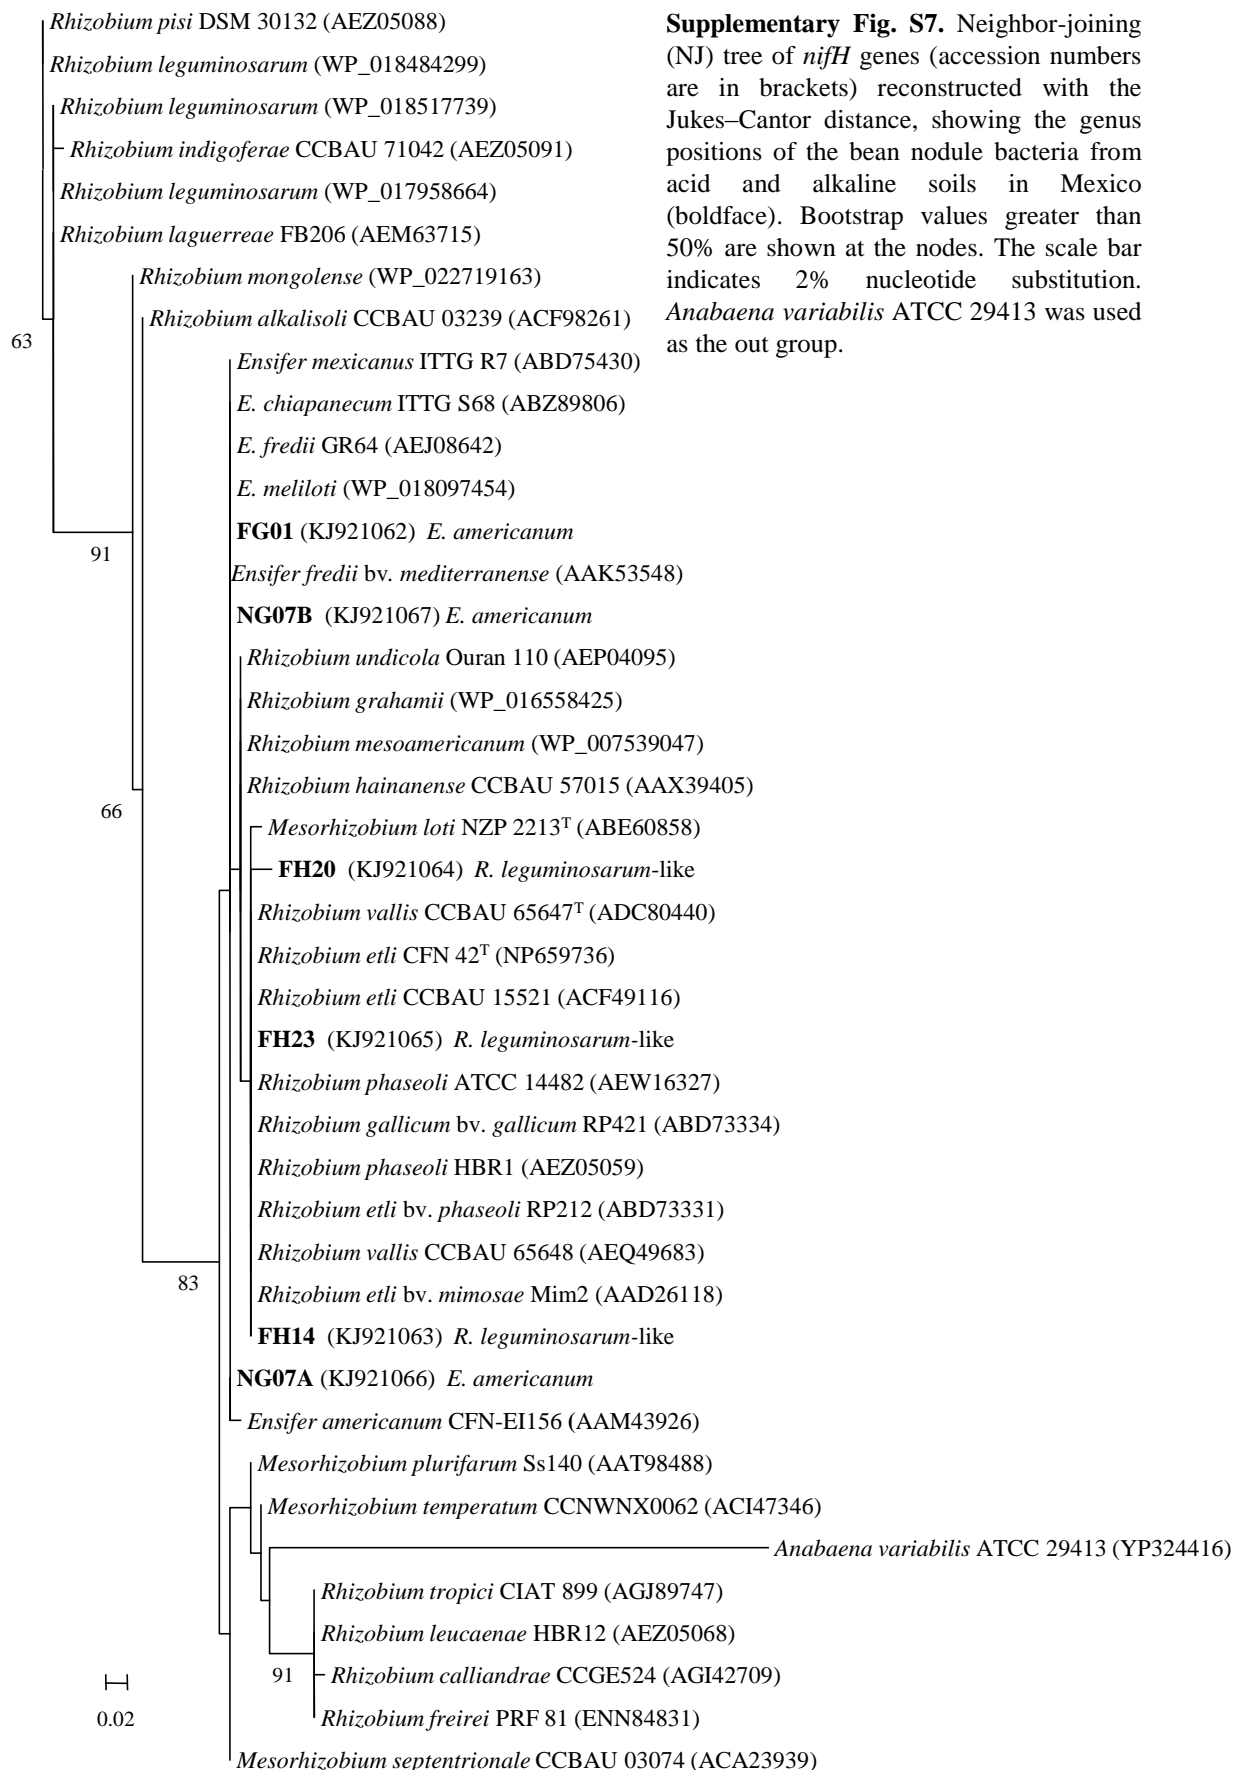 Rhizobium pisi DSM 30132 (AEZ05088)
Rhizobium leguminosarum (WP_018484299)
Rhizobium leguminosarum (WP_018517739)
Rhizobium indigoferae CCBAU 71042 (AEZ05091)
Rhizobium leguminosarum (WP_017958664)
Rhizobium laguerreae FB206 (AEM63715)
Rhizobium mongolense (WP_022719163)
Rhizobium alkalisoli CCBAU 03239 (ACF98261)
63
Ensifer mexicanus ITTG R7 (ABD75430)
E. chiapanecum ITTG S68 (ABZ89806)
E. fredii GR64 (AEJ08642)
E. meliloti (WP_018097454)
FG01 (KJ921062) E. americanum
91
Ensifer fredii bv. mediterranense (AAK53548)
NG07B (KJ921067) E. americanum
Rhizobium undicola Ouran 110 (AEP04095)
Rhizobium grahamii (WP_016558425)
Rhizobium mesoamericanum (WP_007539047)
Rhizobium hainanense CCBAU 57015 (AAX39405)
66
Mesorhizobium loti NZP 2213T (ABE60858)
FH20 (KJ921064) R. leguminosarum-like
Rhizobium vallis CCBAU 65647T (ADC80440)
Rhizobium etli CFN 42T (NP659736)
Rhizobium etli CCBAU 15521 (ACF49116)
FH23 (KJ921065) R. leguminosarum-like
Rhizobium phaseoli ATCC 14482 (AEW16327)
Rhizobium gallicum bv. gallicum RP421 (ABD73334)
Rhizobium phaseoli HBR1 (AEZ05059)
Rhizobium etli bv. phaseoli RP212 (ABD73331)
Rhizobium vallis CCBAU 65648 (AEQ49683)
83
Rhizobium etli bv. mimosae Mim2 (AAD26118)
FH14 (KJ921063) R. leguminosarum-like
NG07A (KJ921066) E. americanum
Ensifer americanum CFN-EI156 (AAM43926)
Mesorhizobium plurifarum Ss140 (AAT98488)
Mesorhizobium temperatum CCNWNX0062 (ACI47346)
Anabaena variabilis ATCC 29413 (YP324416)
Rhizobium tropici CIAT 899 (AGJ89747)
Rhizobium leucaenae HBR12 (AEZ05068)
91
Rhizobium calliandrae CCGE524 (AGI42709)
Rhizobium freirei PRF 81 (ENN84831)
Mesorhizobium septentrionale CCBAU 03074 (ACA23939)
0.02
Supplementary Fig. S7. Neighbor-joining
(NJ) tree of nifH genes (accession numbers
are in brackets) reconstructed with the
Jukes–Cantor distance, showing the genus
positions of the bean nodule bacteria from
acid and alkaline soils in Mexico
(boldface). Bootstrap values greater than
50% are shown at the nodes. The scale bar
indicates 2% nucleotide substitution.
Anabaena variabilis ATCC 29413 was used
as the out group.